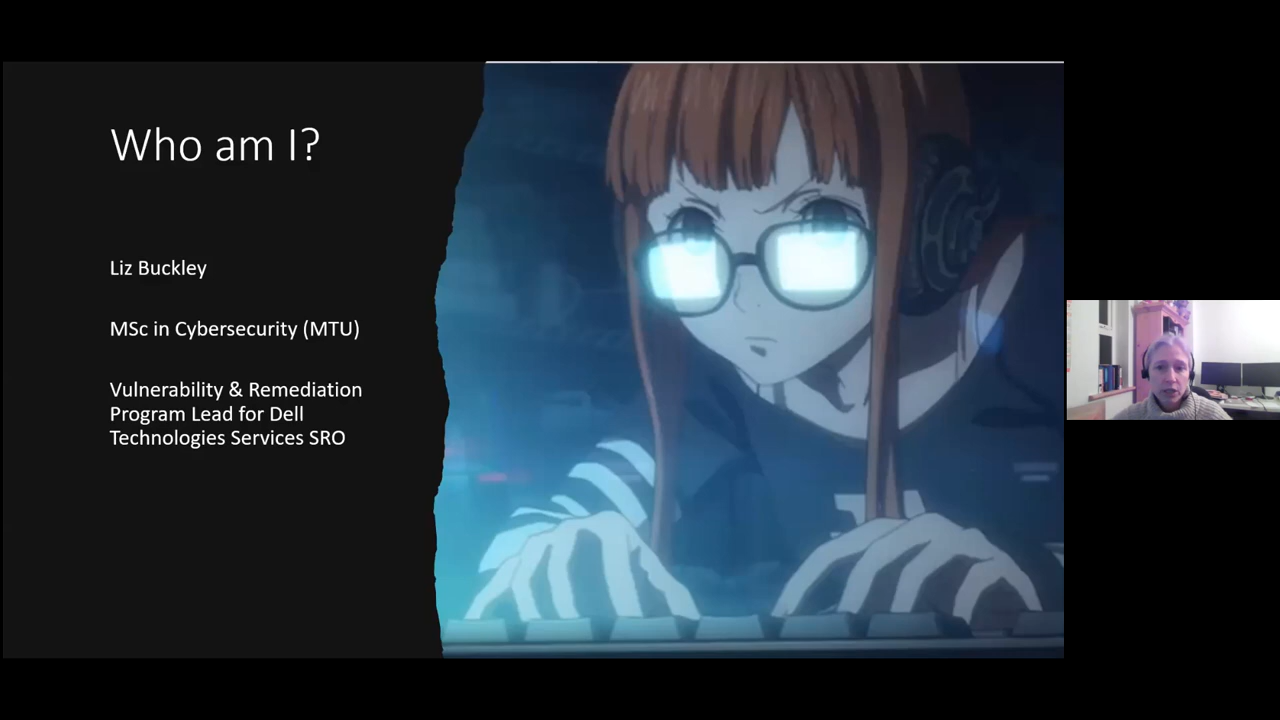 Who am I?
Liz Buckley
MSc in Cybersecurity (MTU)
Vulnerability & Remediation
Program Lead for Dell
Technologies Services SRO